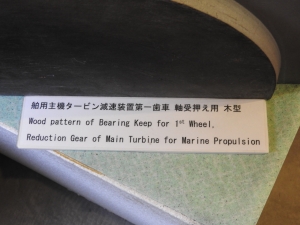 舶用主機タービン減速装置第一歯車 軸受押え用 木型
Wood pattern of Bearing Keep for 1st Wheel,
Reduction Gear of Main Turbine for Marine Propulsion